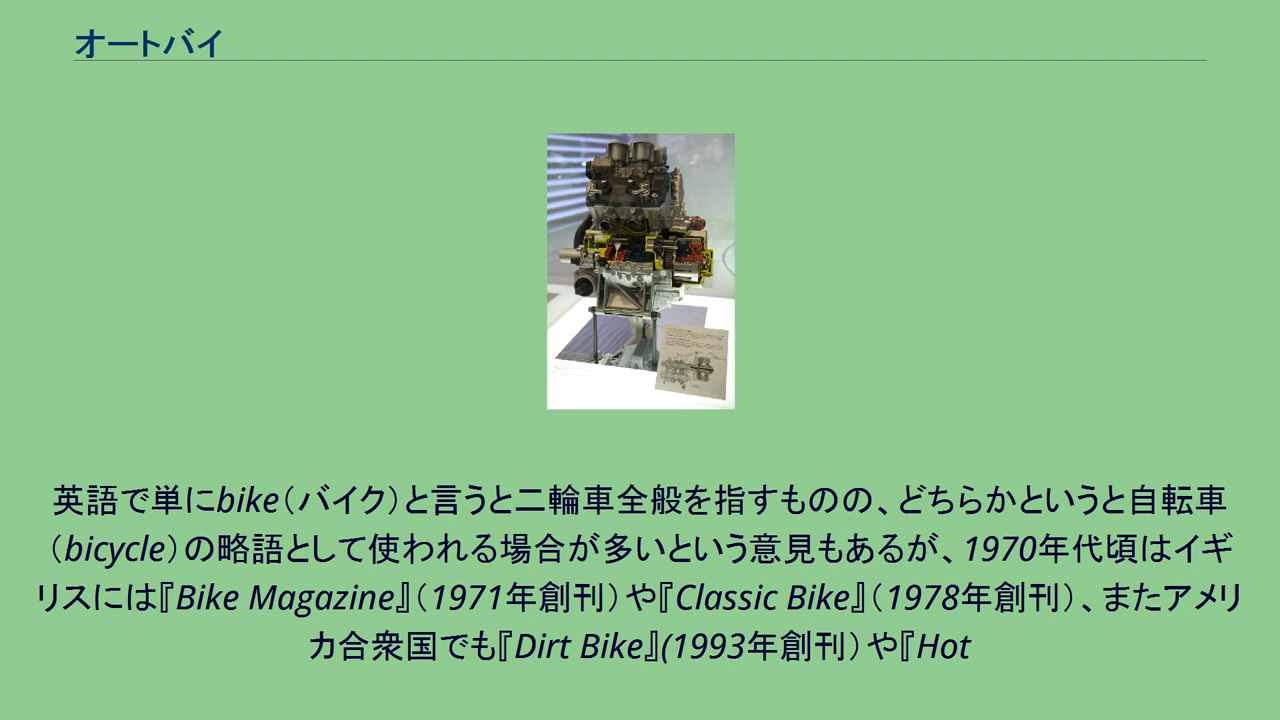 オートバイ
英語で単にbike（バイク）と言うと二輪車全般を指すものの、どちらかというと自転車
（bicycle）の略語として使われる場合が多いという意見もあるが、1970年代頃はイギ
リスには『Bike Magazine』（1971年創刊）や『Classic Bike』（1978年創刊）、またアメリ
カ合衆国でも『Dirt Bike』(1993年創刊）や『Hot